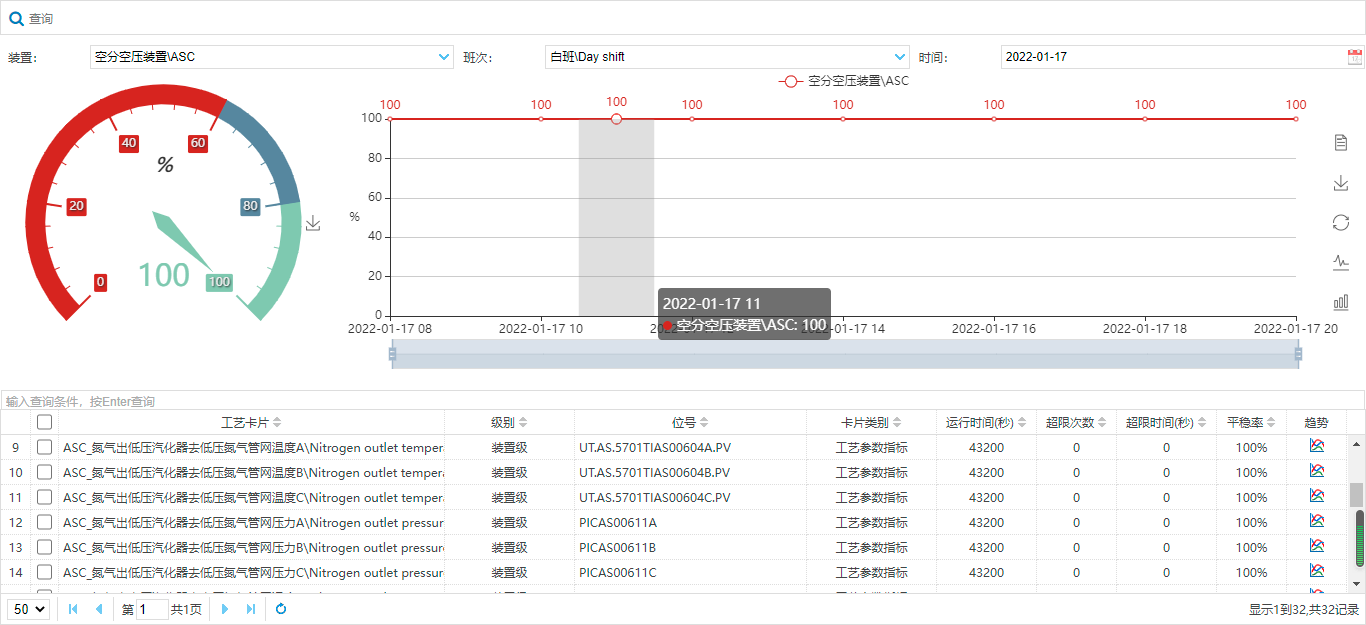 查询
装置: 空分空压装置\ASC 班次: 白班\Day shift 时间: 2022-01-17
空分空压装置\ASC
100 100 100 100 100 100 100 100
40 60
%
20 80
100
0 100
100
80
60
%
40
20
0
2022-01-17 11
空分空压装置\ASC: 100
2022-01-17 08 2022-01-17 10 2022-01-17 14 2022-01-17 16 2022-01-17 18 2022-01-17 20
输入查询条件，按Enter查询
工艺卡片 级别 位号 卡片类别 运行时间(秒) 超限次数 超限时间(秒) 平稳率 趋势
9 ASC_氮气出低压汽化器去低压氮气管网温度A\Nitrogen outlet temper 装置级 UT.AS.5701TIAS00604A.PV 工艺参数指标 43200 0 0 100%
10 ASC_氮气出低压汽化器去低压氮气管网温度B\Nitrogen outlet temper 装置级 UT.AS.5701TIAS00604B.PV 工艺参数指标 43200 0 0 100%
11 ASC_氮气出低压汽化器去低压氮气管网温度C\Nitrogen outlet temper 装置级 UT.AS.5701TIAS00604C.PV 工艺参数指标 43200 0 0 100%
12 ASC_氮气出低压汽化器去低压氮气管网压力A\Nitrogen outlet pressur 装置级 PICAS00611A 工艺参数指标 43200 0 0 100%
13 ASC_氮气出低压汽化器去低压氮气管网压力B\Nitrogen outlet pressur 装置级 PICAS00611B 工艺参数指标 43200 0 0 100%
14 ASC_氮气出低压汽化器去低压氮气管网压力C\Nitrogen outlet pressur 装置级 PICAS00611C 工艺参数指标 43200 0 0 100%
50 第 1 共1页 显示1到32,共32记录